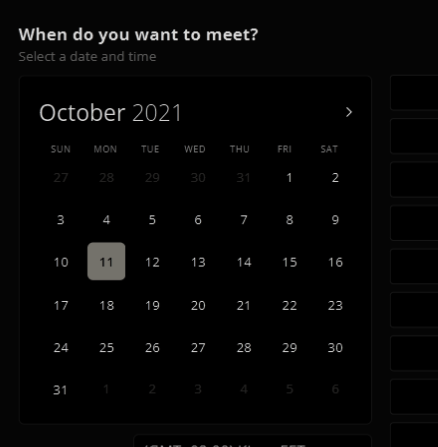 When do you want to meet?
Select a date and time
October 2021
SUN MON TUE WED THU FRI SAT
27 28 29 30 31 1 2
3 4 5 6 7 8 9
10 11 12 13 14 15 16
17 18 19 20 21 22 23
24 25 26 27 28 29 30
31 1 2 3 4 5 6